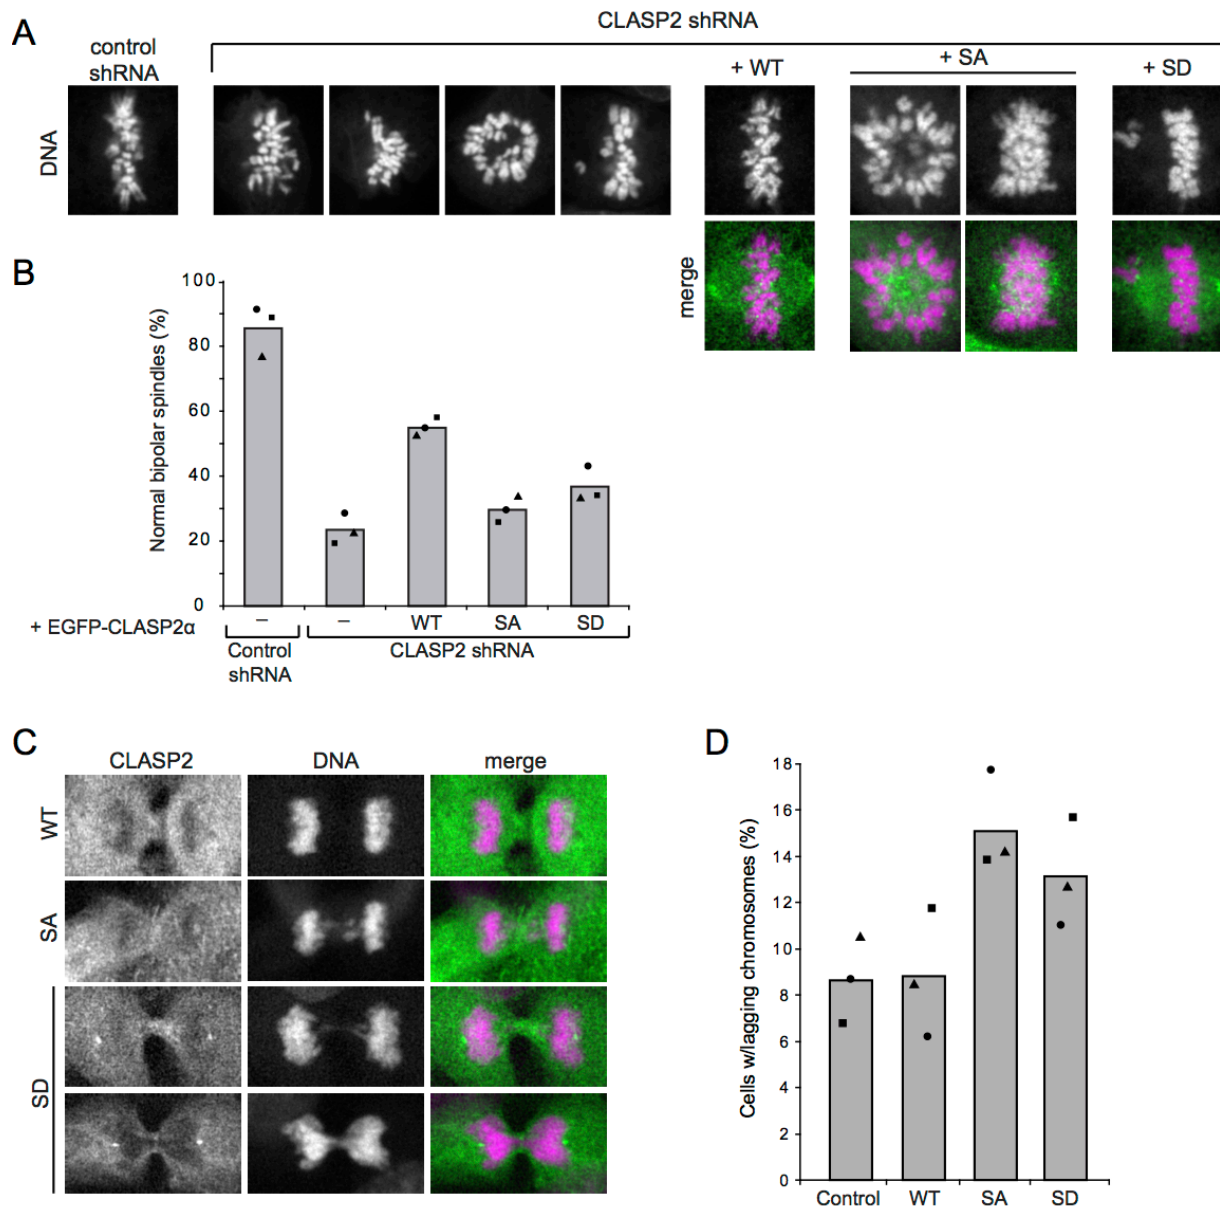 A
CLASP2 shRNA
control
shRNA
+ WT
+ SA
+ SD
DNA
merge
B
Normal bipolar spindles (%)
100
80
60
40
20
0
+ EGFP-CLASP2α
–
–
WT
SA
SD
Control
shRNA
CLASP2 shRNA
C
CLASP2
DNA
merge
WT
SA
SD
D
Cells w/lagging chromosomes (%)
18
16
14
12
10
8
6
4
2
0
Control
WT
SA
SD